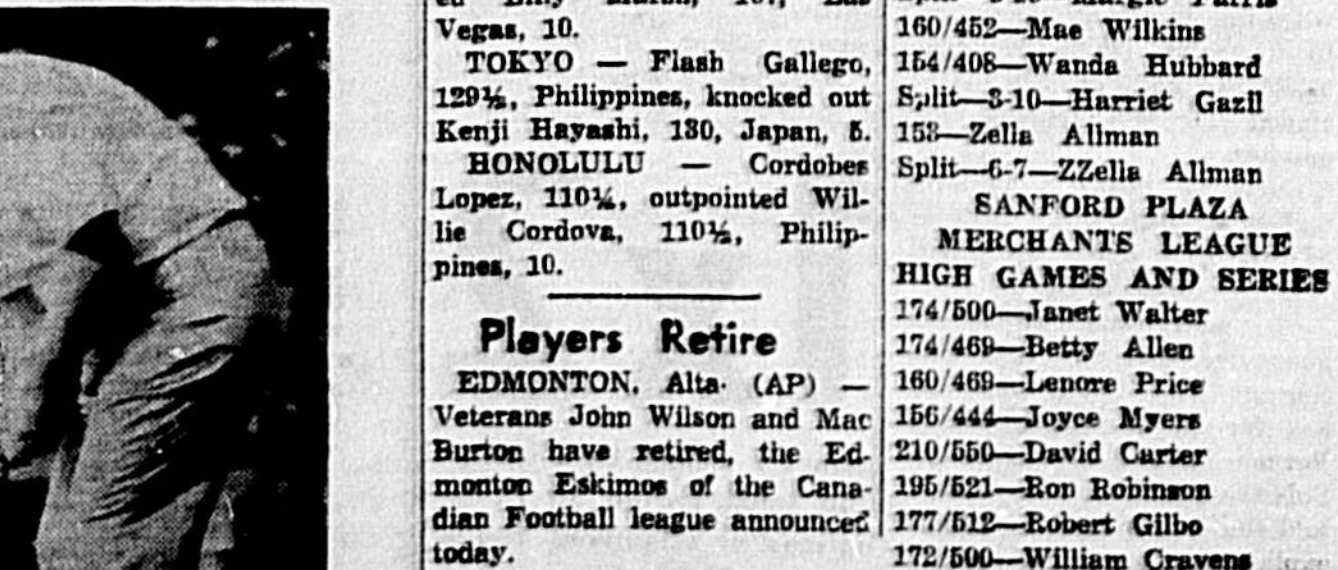 Vegas, 10.
TOKYO — Flash Gallego,
129½, Philippines, knocked out
Kenji Hayashi, 130, Japan, 5.
HONOLULU — Cordobes
Lopez, 110¼, outpointed Wil-
lie Cordova, 110½, Philip-
pines, 10.
Players Retire
EDMONTON, Alta. (AP) —
Veterans John Wilson and Mac
Burton have retired, the Ed-
monton Eskimos of the Cana-
dian Football league announced
today.
160/452—Mae Wilkins
154/408—Wanda Hubbard
Split—3-10—Harriet Gazil
153—Zella Allman
Split—6-7—ZZella Allman
SANFORD PLAZA
MERCHANTS LEAGUE
HIGH GAMES AND SERIES
174/500—Janet Walter
174/469—Betty Allen
160/469—Lenore Price
156/444—Joyce Myers
210/550—David Carter
195/521—Ron Robinson
177/512—Robert Gilbo
172/500—William Cravens